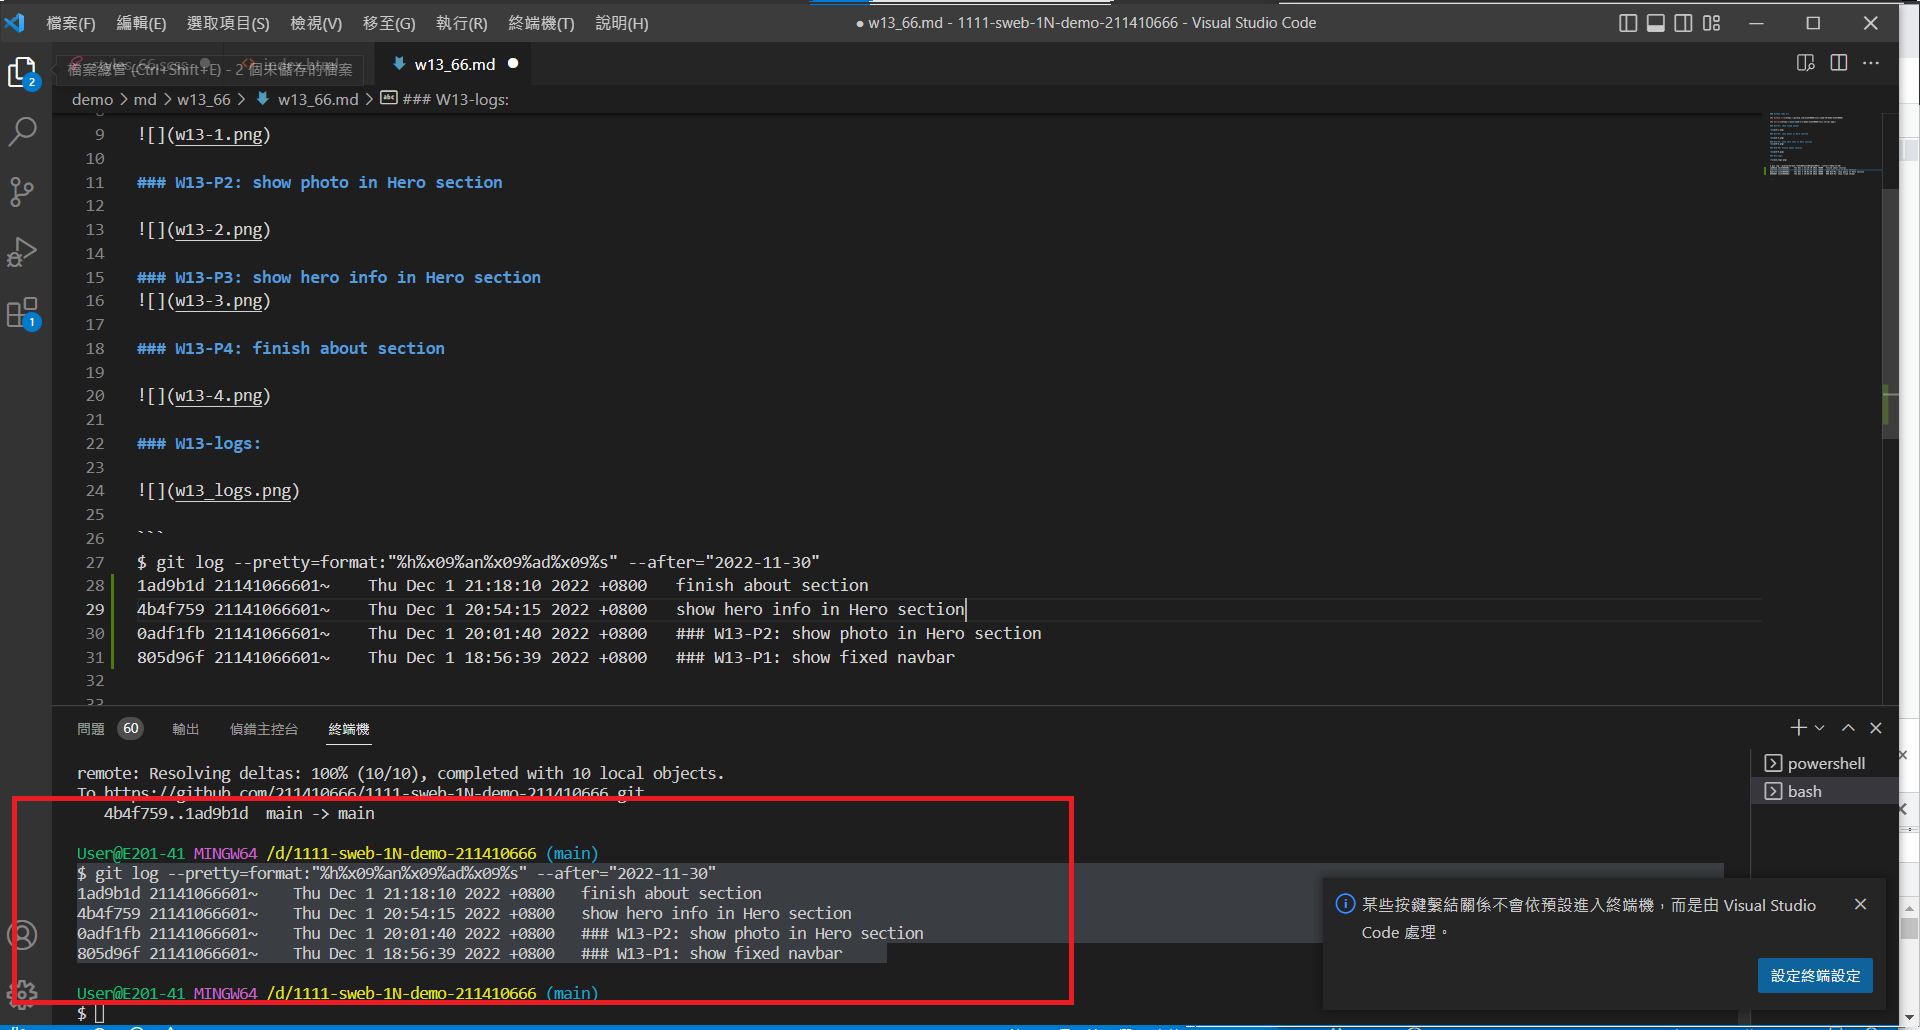 檔案(F) 編輯(E) 選取項目(S) 檢視(V) 移至(G) 執行(R) 終端機(T) 說明(H)
● w13_66.md - 1111-sweb-1N-demo-211410666 - Visual Studio Code
檔案總管 (Ctrl+Shift+E) - 2 個未儲存的檔案
w13_66.md ●
2
demo > md > w13_66 > w13_66.md > ### W13-logs:
9 ![](w13-1.png)
10
11 ### W13-P2: show photo in Hero section
12
13 ![](w13-2.png)
14
15 ### W13-P3: show hero info in Hero section
16 ![](w13-3.png)
17
18 ### W13-P4: finish about section
19
20 ![](w13-4.png)
21
22 ### W13-logs:
23
24 ![](w13_logs.png)
25
26 ```
27 $ git log --pretty=format:"%h%x09%an%x09%ad%x09%s" --after="2022-11-30"
28 1ad9b1d 21141066601~ Thu Dec 1 21:18:10 2022 +0800 finish about section
29 4b4f759 21141066601~ Thu Dec 1 20:54:15 2022 +0800 show hero info in Hero section
30 0adf1fb 21141066601~ Thu Dec 1 20:01:40 2022 +0800 ### W13-P2: show photo in Hero section
31 805d96f 21141066601~ Thu Dec 1 18:56:39 2022 +0800 ### W13-P1: show fixed navbar
32
1
問題 60 輸出 偵錯主控台 終端機
remote: Resolving deltas: 100% (10/10), completed with 10 local objects.
To https://github.com/211410666/1111-sweb-1N-demo-211410666.git
4b4f759..1ad9b1d main -> main
User@E201-41 MINGW64 /d/1111-sweb-1N-demo-211410666 (main)
$ git log --pretty=format:"%h%x09%an%x09%ad%x09%s" --after="2022-11-30"
1ad9b1d 21141066601~ Thu Dec 1 21:18:10 2022 +0800 finish about section
4b4f759 21141066601~ Thu Dec 1 20:54:15 2022 +0800 show hero info in Hero section
0adf1fb 21141066601~ Thu Dec 1 20:01:40 2022 +0800 ### W13-P2: show photo in Hero section
805d96f 21141066601~ Thu Dec 1 18:56:39 2022 +0800 ### W13-P1: show fixed navbar
User@E201-41 MINGW64 /d/1111-sweb-1N-demo-211410666 (main)
$
powershell
bash
某些按鍵繫結關係不會依預設進入終端機，而是由 Visual Studio
Code 處理。
設定終端設定